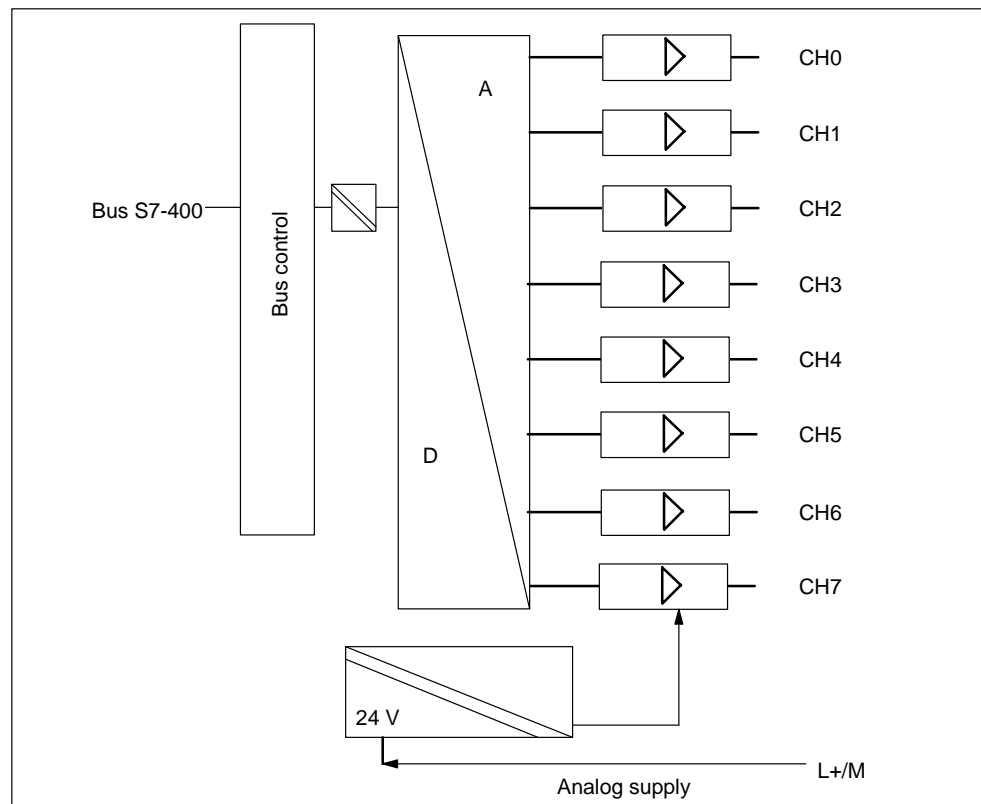 CH0
A
CH1
CH2
Bus S7-400
Bus control
CH3
CH4
CH5
D
CH6
CH7
24 V
L+/M
Analog supply